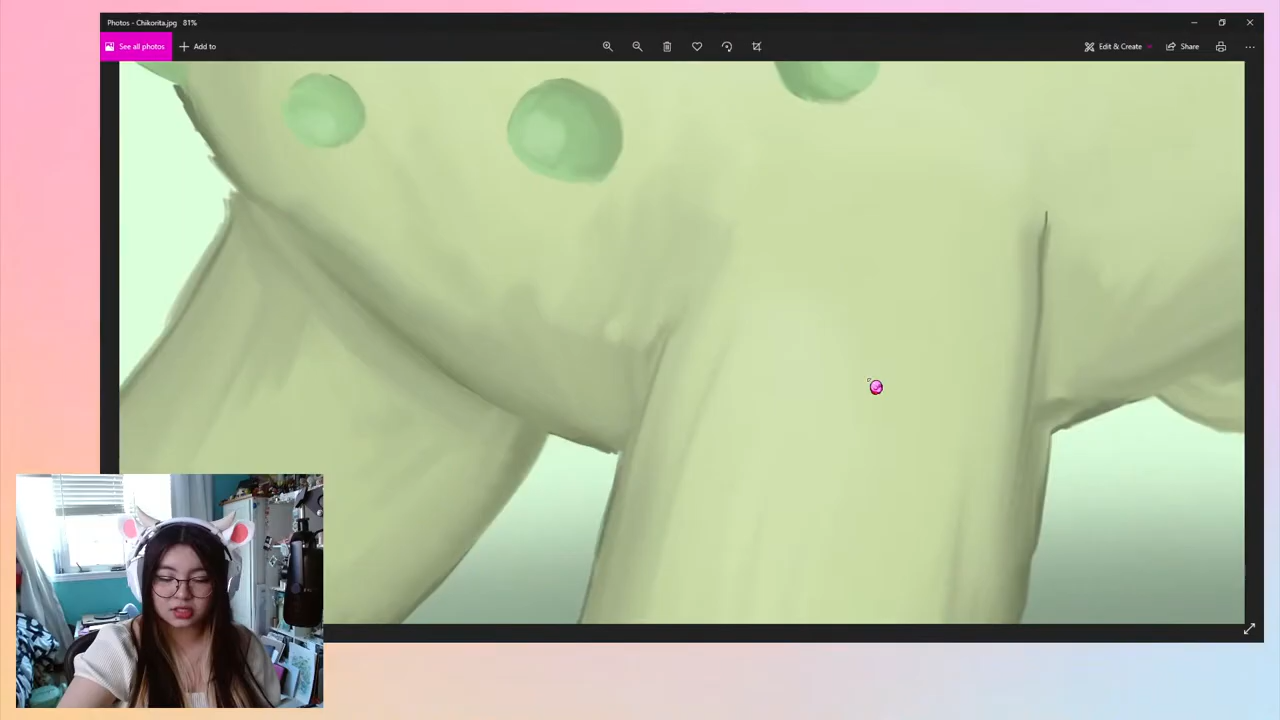 Photos - Chikorita.jpg 81%
See all photos
Add to
Edit & Create
Share